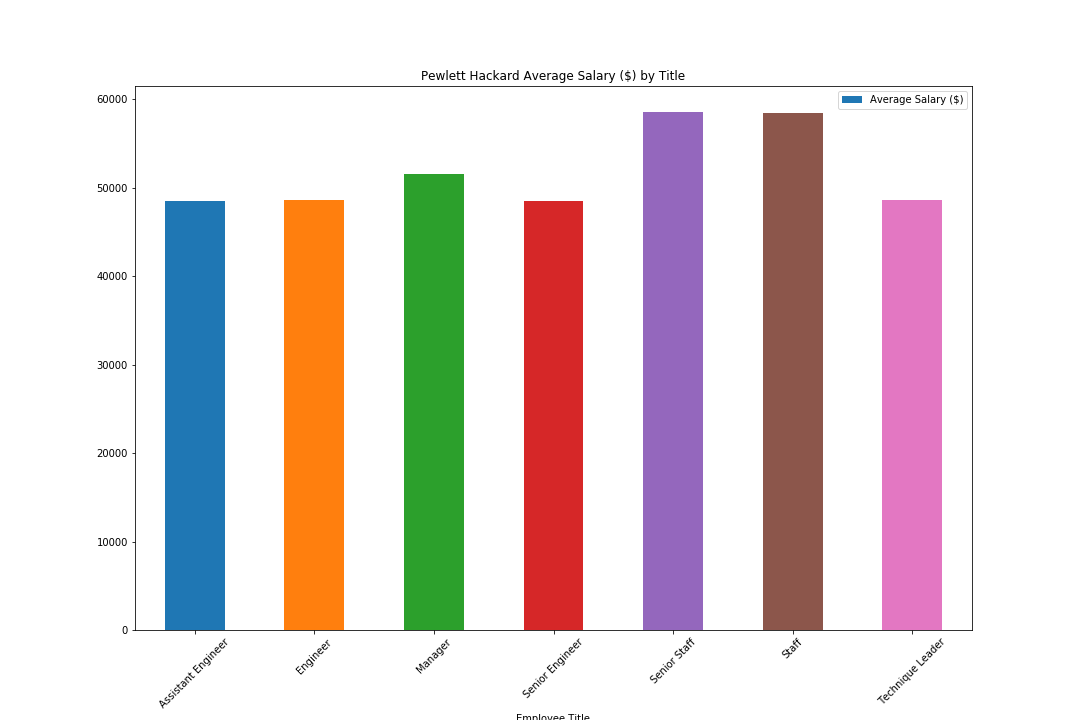 Pewlett Hackard Average Salary ($) by Title
Average Salary ($)
60000
50000
40000
30000
20000
10000
0
Assistant Engineer
Engineer
Manager
Senior Engineer
Senior Staff
Staff
Technique Leader
Employee Title